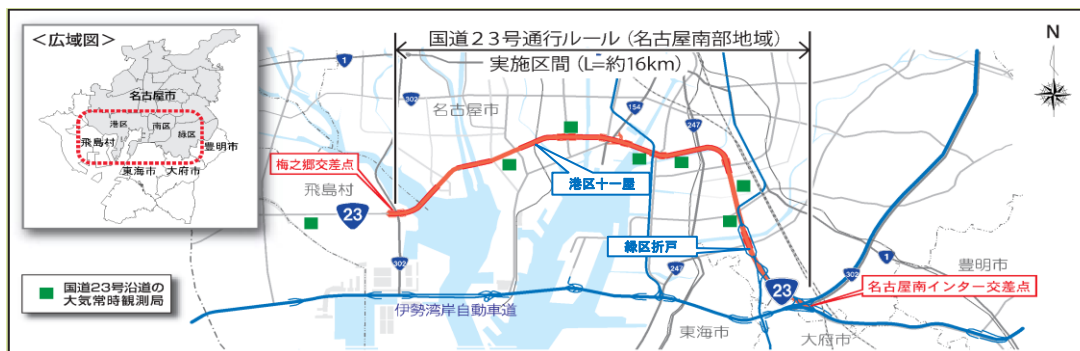 ＜広域図＞
名古屋市
港区
南区
緑区
飛島村
豊明市
東海市
大府市
国道２３号沿道の
大気常時観測局
国道２３号通行ルール（名古屋南部地域）
実施区間（L=約16km）
N
1
302
名古屋市
154
247
梅之郷交差点
飛島村
23
港区十一屋
緑区折戸
302
247
23
302
1
豊明市
名古屋南インター交差点
伊勢湾岸自動車道
東海市
大府市